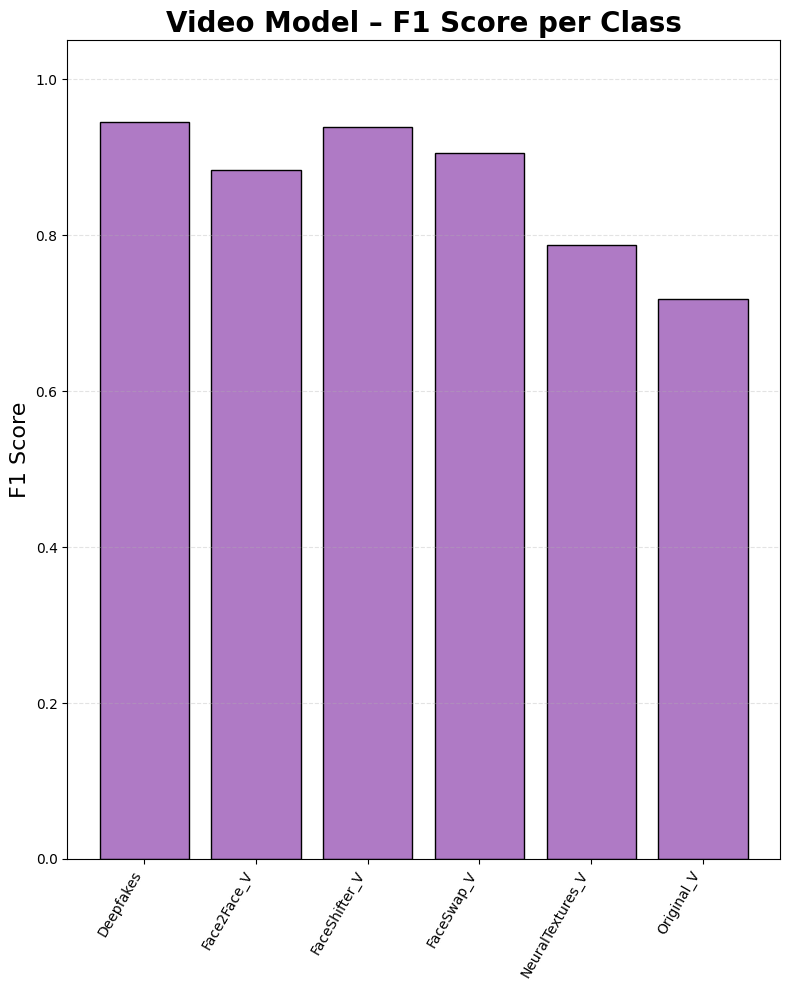 Video Model – F1 Score per Class
F1 Score
1.0
0.8
0.6
0.4
0.2
0.0
Deepfakes
Face2Face_V
FaceShifter_V
FaceSwap_V
NeuralTextures_V
Original_V